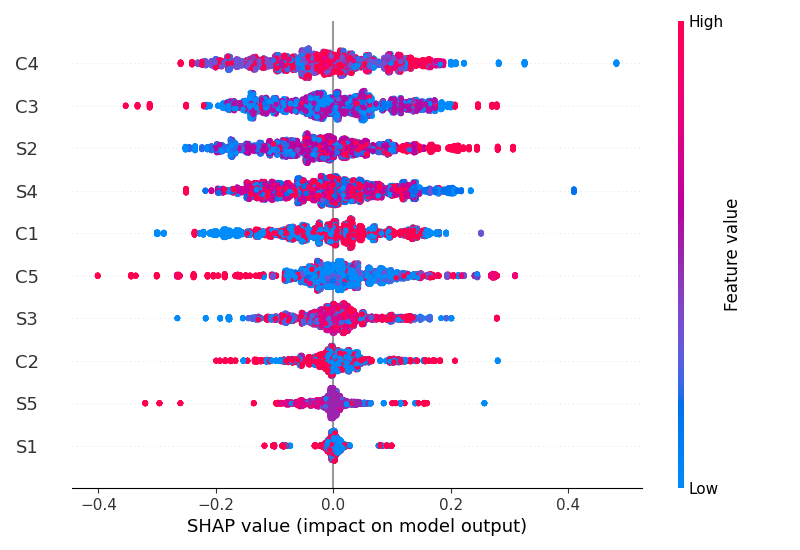 High
C4
C3
S2
S4
C1
C5
S3
C2
S5
S1
Feature value
Low
−0.4 −0.2 0.0 0.2 0.4
SHAP value (impact on model output)